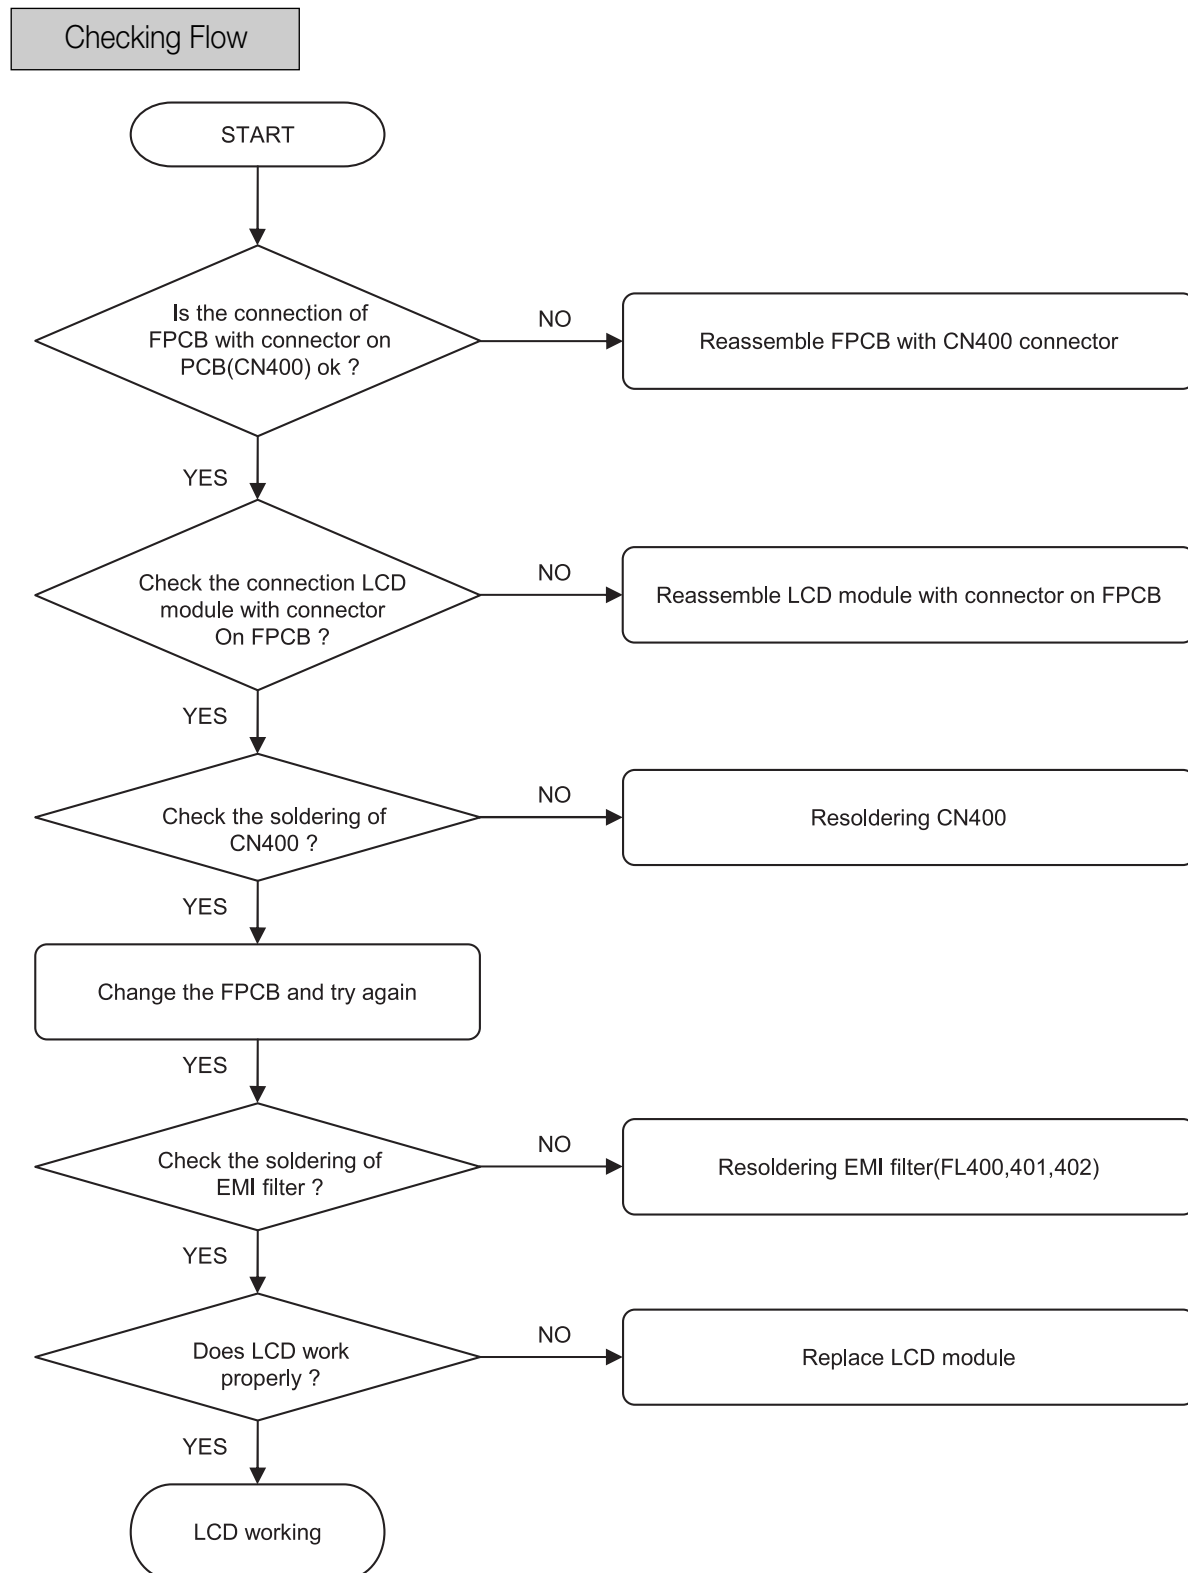 Checking Flow
START
Is the connection of
FPCB with connector on
PCB(CN400) ok ?
NO
Reassemble FPCB with CN400 connector
YES
Check the connection LCD
module with connector
On FPCB ?
NO
Reassemble LCD module with connector on FPCB
YES
Check the soldering of
CN400 ?
NO
Resoldering CN400
YES
Change the FPCB and try again
YES
Check the soldering of
EMI filter ?
NO
Resoldering EMI filter(FL400,401,402)
YES
Does LCD work
properly ?
NO
Replace LCD module
YES
LCD working